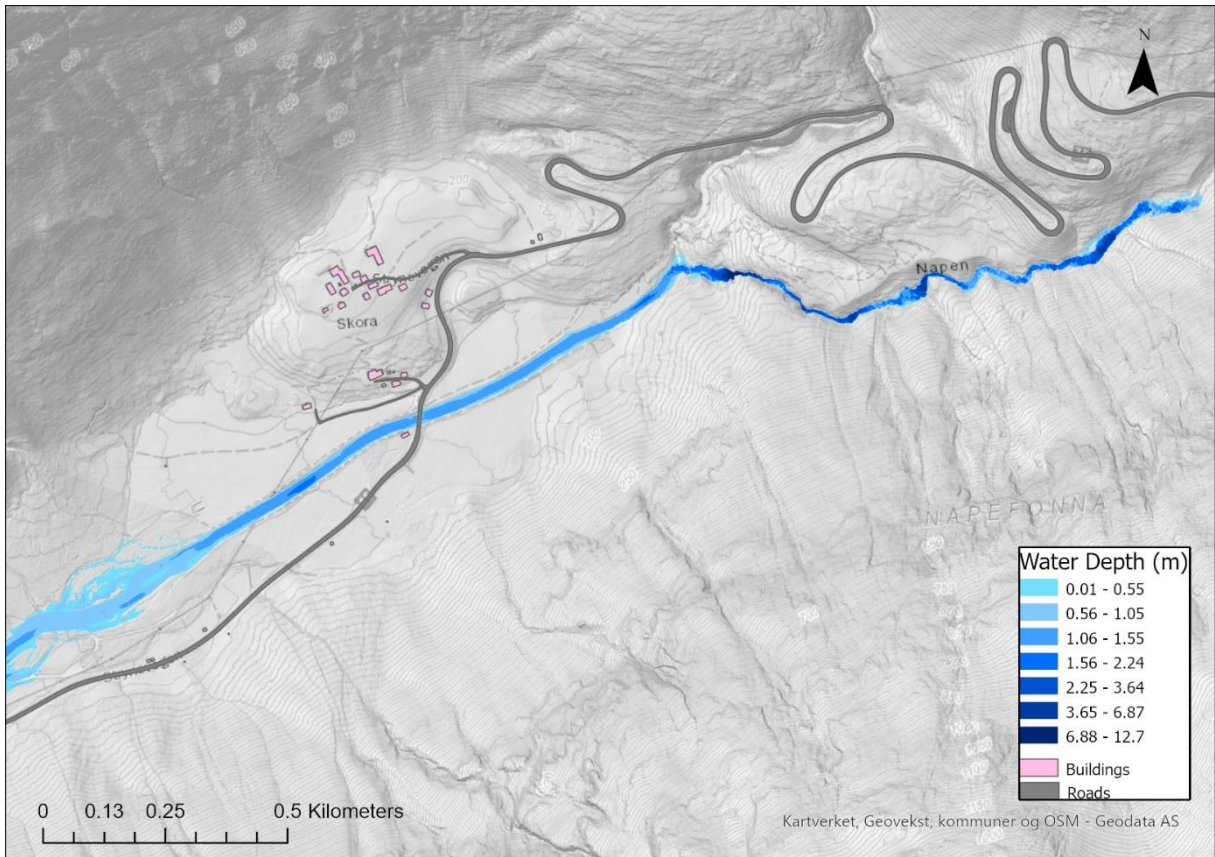 N
200
Skora
Napen
NAPEFONNA
Water Depth (m)
0.01 - 0.55
0.56 - 1.05
1.06 - 1.55
1.56 - 2.24
2.25 - 3.64
3.65 - 6.87
6.88 - 12.7
Buildings
Roads
0 0.13 0.25 0.5 Kilometers
Kartverket, Geovekst, kommuner og OSM - Geodata AS